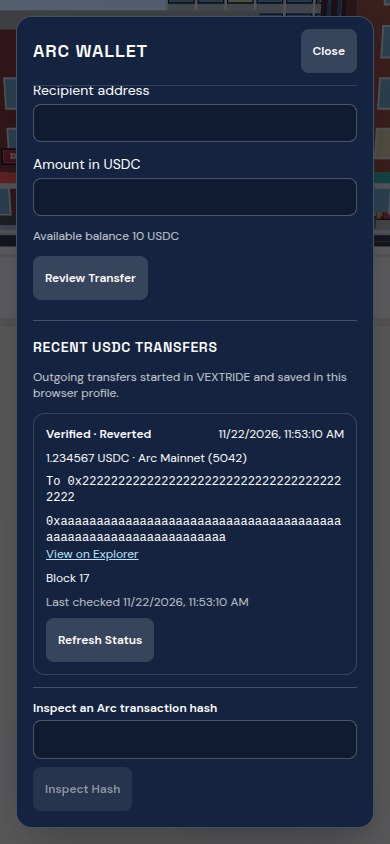 ARC WALLET
Close
Recipient address
Amount in USDC
Available balance 10 USDC
Review Transfer
RECENT USDC TRANSFERS
Outgoing transfers started in VEXTRIDE and saved in this
browser profile.
Verified · Reverted 11/22/2026, 11:53:10 AM
1.234567 USDC · Arc Mainnet (5042)
To 0x222222222222222222222222222222222222
2222
0xaaaaaaaaaaaaaaaaaaaaaaaaaaaaaaaaaaaaaaa
aaaaaaaaaaaaaaaaaaaaaaaaa
View on Explorer
Block 17
Last checked 11/22/2026, 11:53:10 AM
Refresh Status
Inspect an Arc transaction hash
Inspect Hash